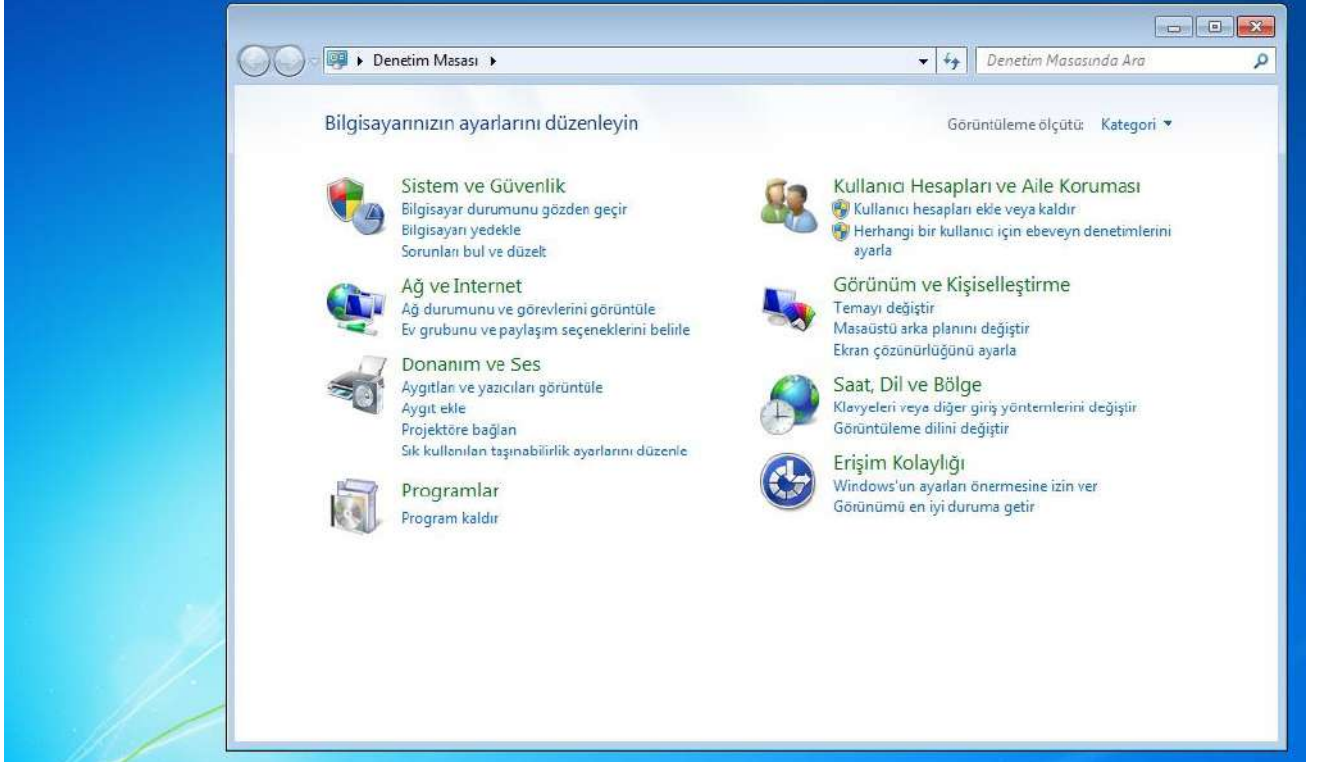 Denetim Masası
Denetim Masasında Ara
Bilgisayarınızın ayarlarını düzenleyin
Görüntüleme ölçütü: Kategori
Sistem ve Güvenlik
Bilgisayar durumunu gözden geçir
Bilgisayarı yedekle
Sorunları bul ve düzelt
Ağ ve Internet
Ağ durumunu ve görevlerini görüntüle
Ev grubunu ve paylaşım seçeneklerini belirle
Donanım ve Ses
Aygıtları ve yazıcıları görüntüle
Aygıt ekle
Projektöre bağlan
Sık kullanılan taşınabilirlik ayarlarını düzenle
Programlar
Program kaldır
Kullanıcı Hesapları ve Aile Koruması
Kullanıcı hesapları ekle veya kaldır
Herhangi bir kullanıcı için ebeveyn denetimlerini
ayarla
Görünüm ve Kişiselleştirme
Temayı değiştir
Masaüstü arka planını değiştir
Ekran çözünürlüğünü ayarla
Saat, Dil ve Bölge
Klavyeleri veya diğer giriş yöntemlerini değiştir
Görüntüleme dilini değiştir
Erişim Kolaylığı
Windows'un ayarları önermesine izin ver
Görünümü en iyi duruma getir